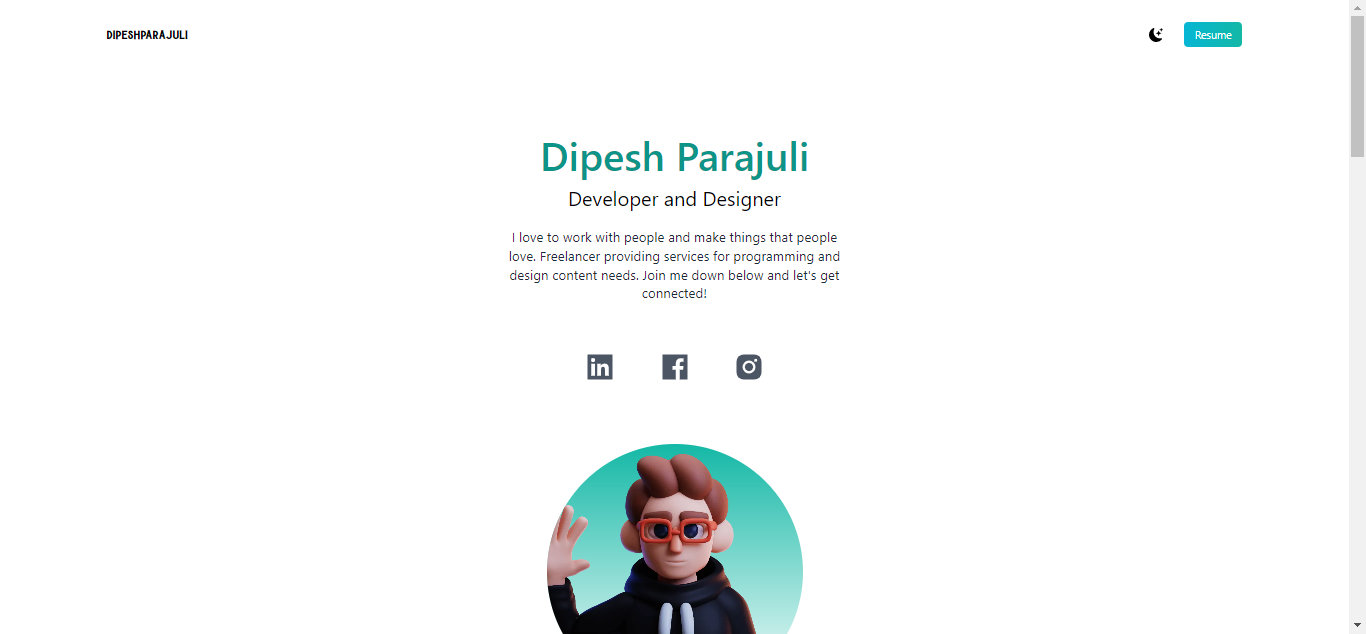 DIPESHPARAJULI
Resume
Dipesh Parajuli
Developer and Designer
I love to work with people and make things that people
love. Freelancer providing services for programming and
design content needs. Join me down below and let's get
connected!